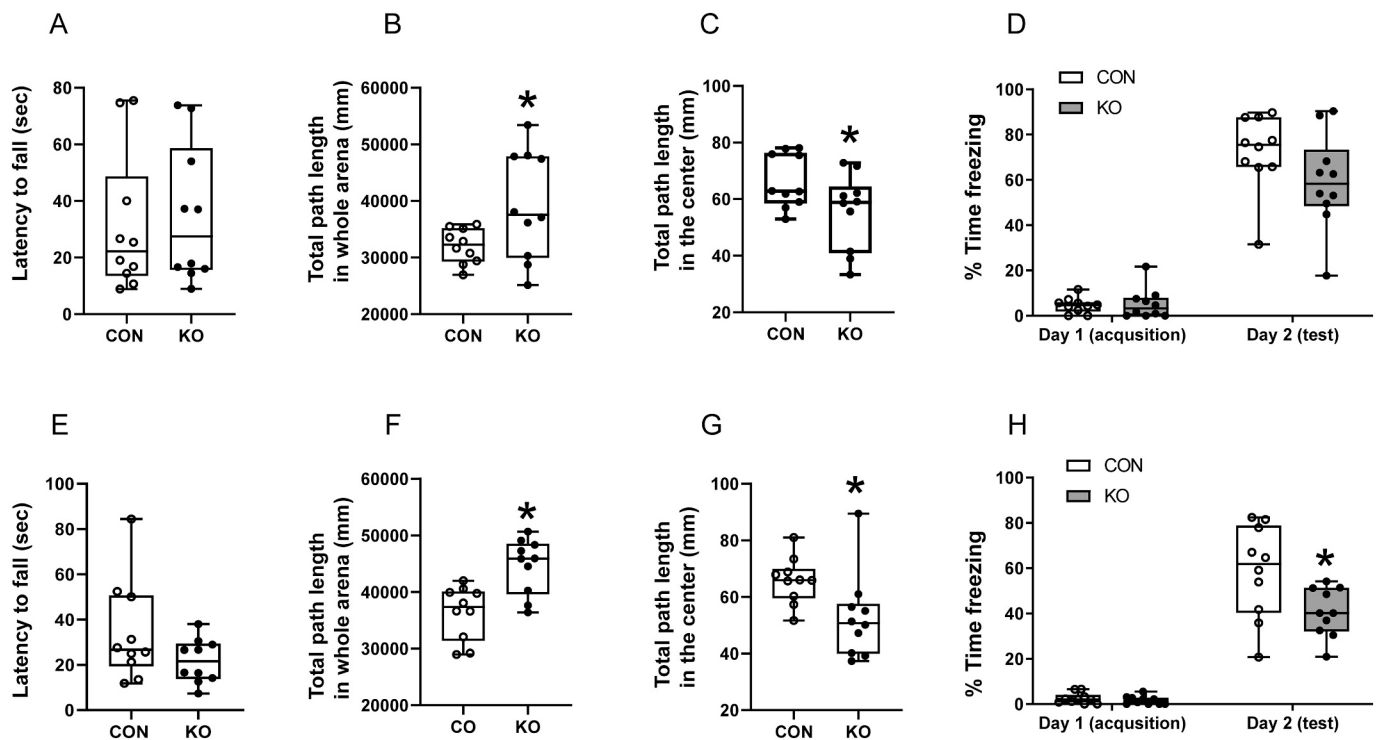 A
B
C
D
Latency to fall (sec)
80
60
40
20
0
CON
KO
Total path length
in whole arena (mm)
60000
50000
40000
30000
20000
*
CON
KO
Total path length
in the center (mm)
100
80
60
40
20
*
CON
KO
% Time freezing
100
80
60
40
20
0
CON
KO
Day 1 (acqusition)
Day 2 (test)
E
F
G
H
Latency to fall (sec)
100
80
60
40
20
0
CON
KO
Total path length
in whole arena (mm)
60000
50000
40000
30000
20000
*
CO
KO
Total path length
in the center (mm)
100
80
60
40
20
*
CON
KO
% Time freezing
100
80
60
40
20
0
CON
KO
*
Day 1 (acqusition)
Day 2 (test)